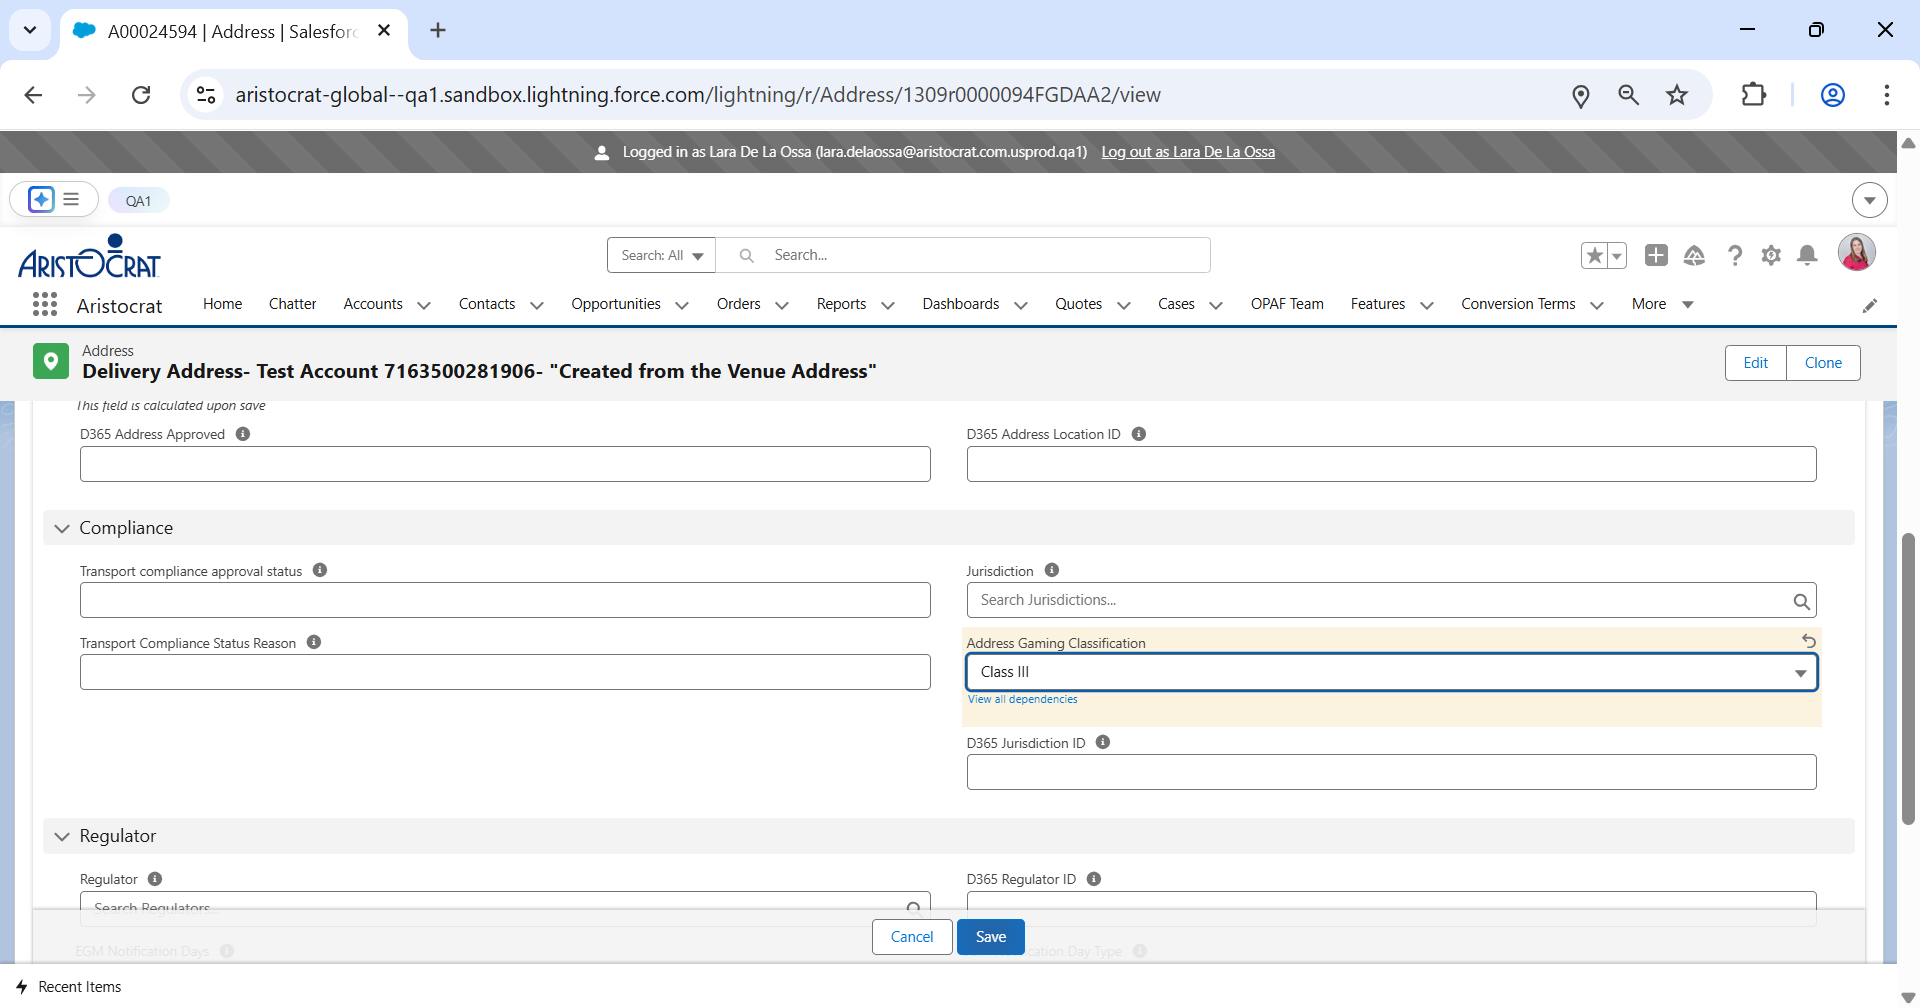 A00024594 | Address | Salesforc
aristocrat-global--qa1.sandbox.lightning.force.com/lightning/r/Address/1309r0000094FGDAA2/view
Logged in as Lara De La Ossa (lara.delaossa@aristocrat.com.usprod.qa1) Log out as Lara De La Ossa
QA1
ARISTOCRAT
Search: All
Search...
Aristocrat
Home
Chatter
Accounts
Contacts
Opportunities
Orders
Reports
Dashboards
Quotes
Cases
OPAF Team
Features
Conversion Terms
More
Address
Delivery Address- Test Account 7163500281906- "Created from the Venue Address"
Edit
Clone
This field is calculated upon save
D365 Address Approved
D365 Address Location ID
Compliance
Transport compliance approval status
Jurisdiction
Search Jurisdictions...
Transport Compliance Status Reason
Address Gaming Classification
Class III
View all dependencies
D365 Jurisdiction ID
Regulator
Regulator
D365 Regulator ID
Search Regulators...
Cancel
Save
EGM Notification Days
cation Day Type
Recent Items